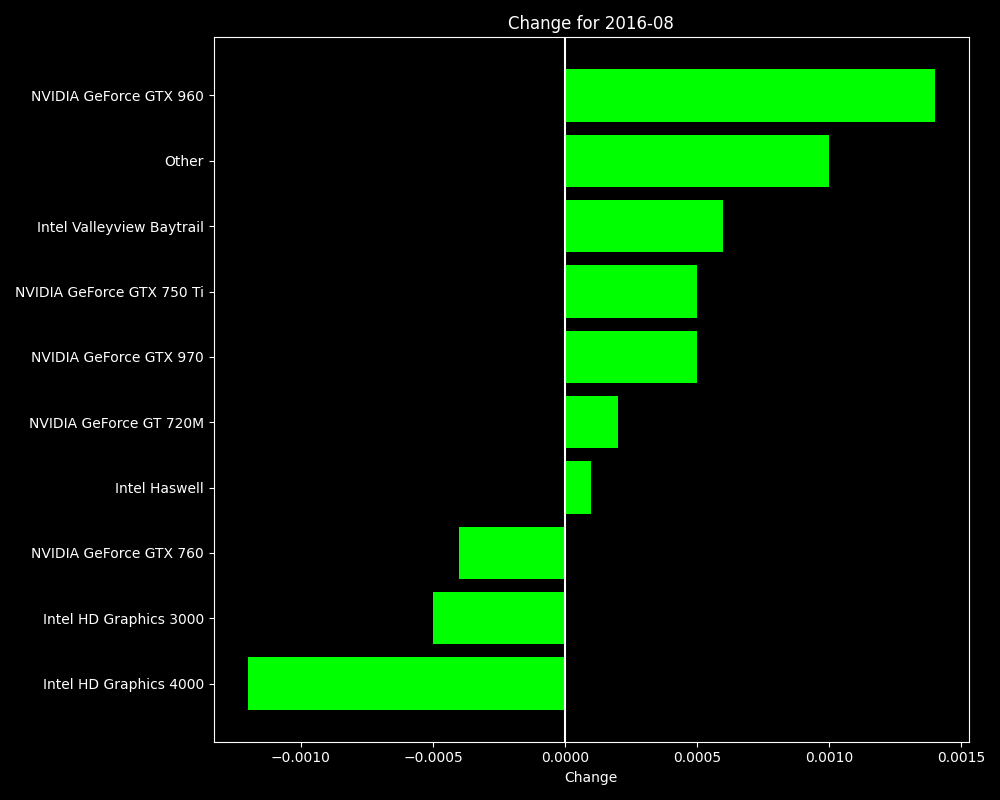 Change for 2016-08
NVIDIA GeForce GTX 960
Other
Intel Valleyview Baytrail
NVIDIA GeForce GTX 750 Ti
NVIDIA GeForce GTX 970
NVIDIA GeForce GT 720M
Intel Haswell
NVIDIA GeForce GTX 760
Intel HD Graphics 3000
Intel HD Graphics 4000
−0.0010 −0.0005 0.0000 0.0005 0.0010 0.0015
Change